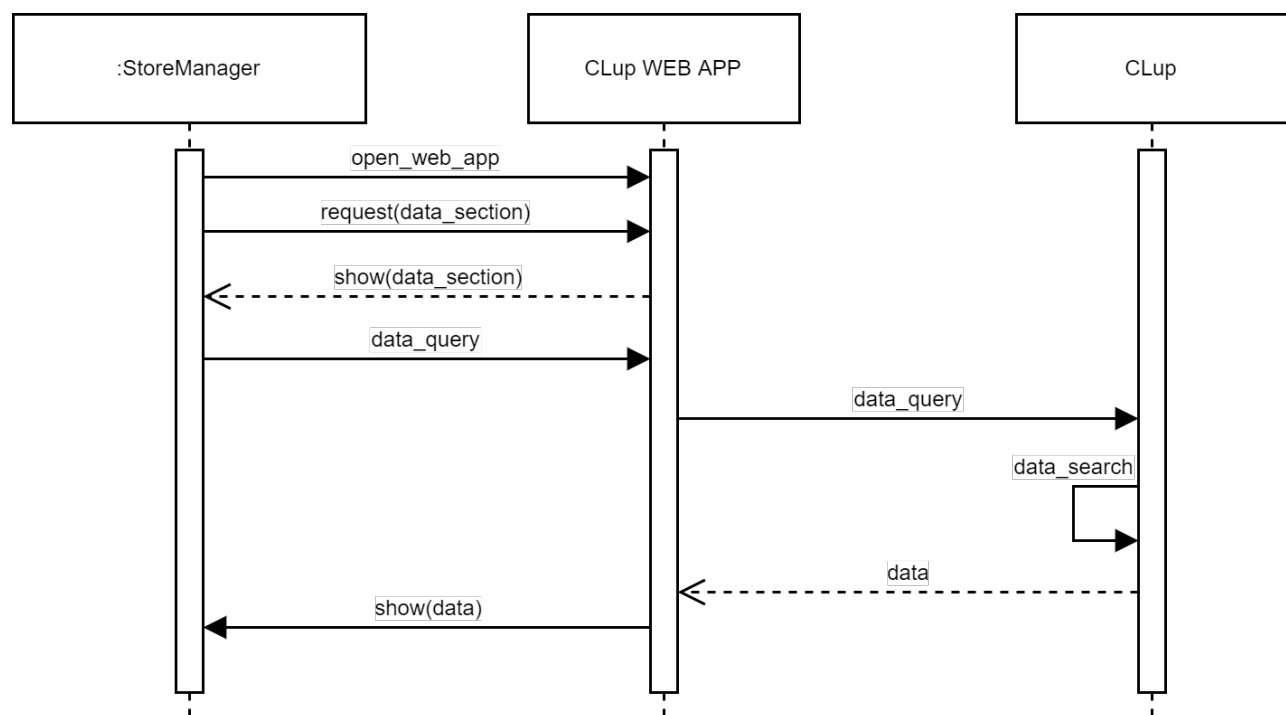 :StoreManager
CLup WEB APP
CLup
open_web_app
request(data_section)
show(data_section)
data_query
data_query
data_search
data
show(data)